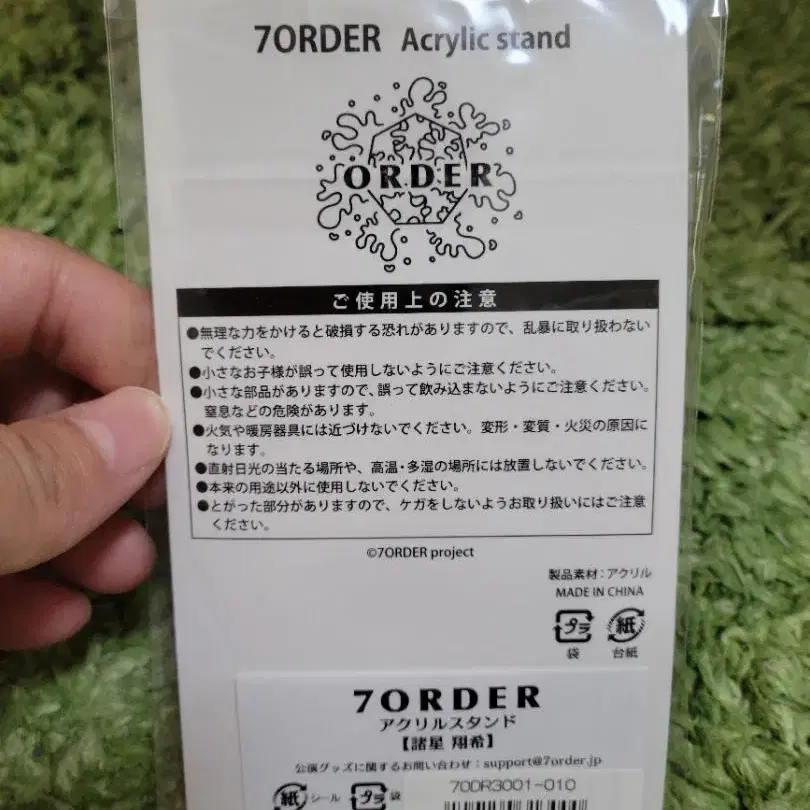 7ORDER Acrylic stand
ORDER
ご使用上の注意
●無理な力をかけると破損する恐れがありますので、乱暴に取り扱わない
でください。
●小さなお子様が誤って使用しないようにご注意ください。
●小さな部品がありますので、誤って飲み込まないようにご注意ください。
窒息などの危険があります。
●火気や暖房器具には近づけないでください。変形・変質・火災の原因に
なります。
●直射日光の当たる場所や、高温・多湿の場所には放置しないでください。
●本来の用途以外に使用しないでください。
●とがった部分がありますので、ケガをしないようお取り扱いにはご注意
ください。
©7ORDER project
製品素材：アクリル
MADE IN CHINA
プラ 紙
袋 台紙
7ORDER
アクリルスタンド
【諸星 翔希】
公演グッズに関するお問い合わせ：support@7order.jp
紙 シール プラ 袋
7ODR3001-010